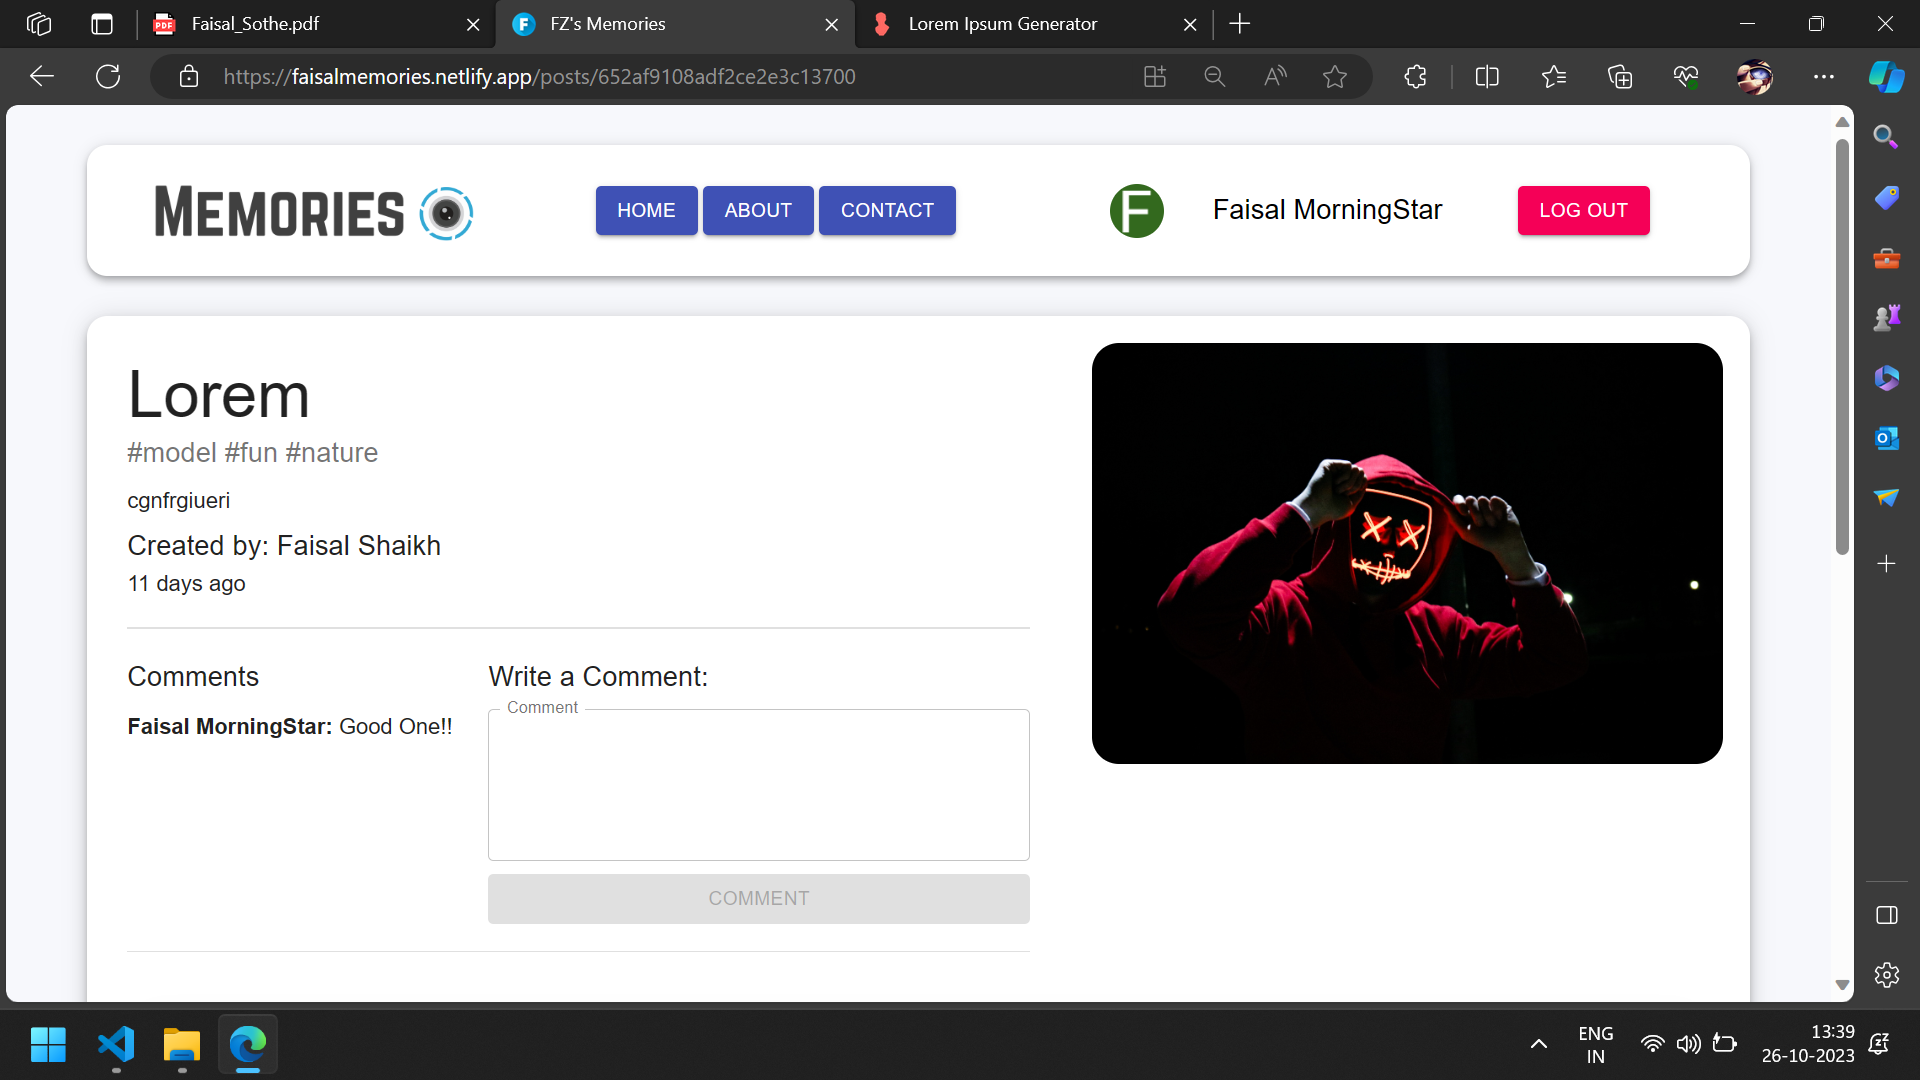 Faisal_Sothe.pdf
FZ's Memories
Lorem Ipsum Generator
https://faisalmemories.netlify.app/posts/652af9108adf2ce2e3c13700
MEMORIES
HOME
ABOUT
CONTACT
F
Faisal MorningStar
LOG OUT
Lorem
#model #fun #nature
cgnfrgiueri
Created by: Faisal Shaikh
11 days ago
Comments
Faisal MorningStar: Good One!!
Write a Comment:
Comment
COMMENT
ENG
IN
13:39
26-10-2023